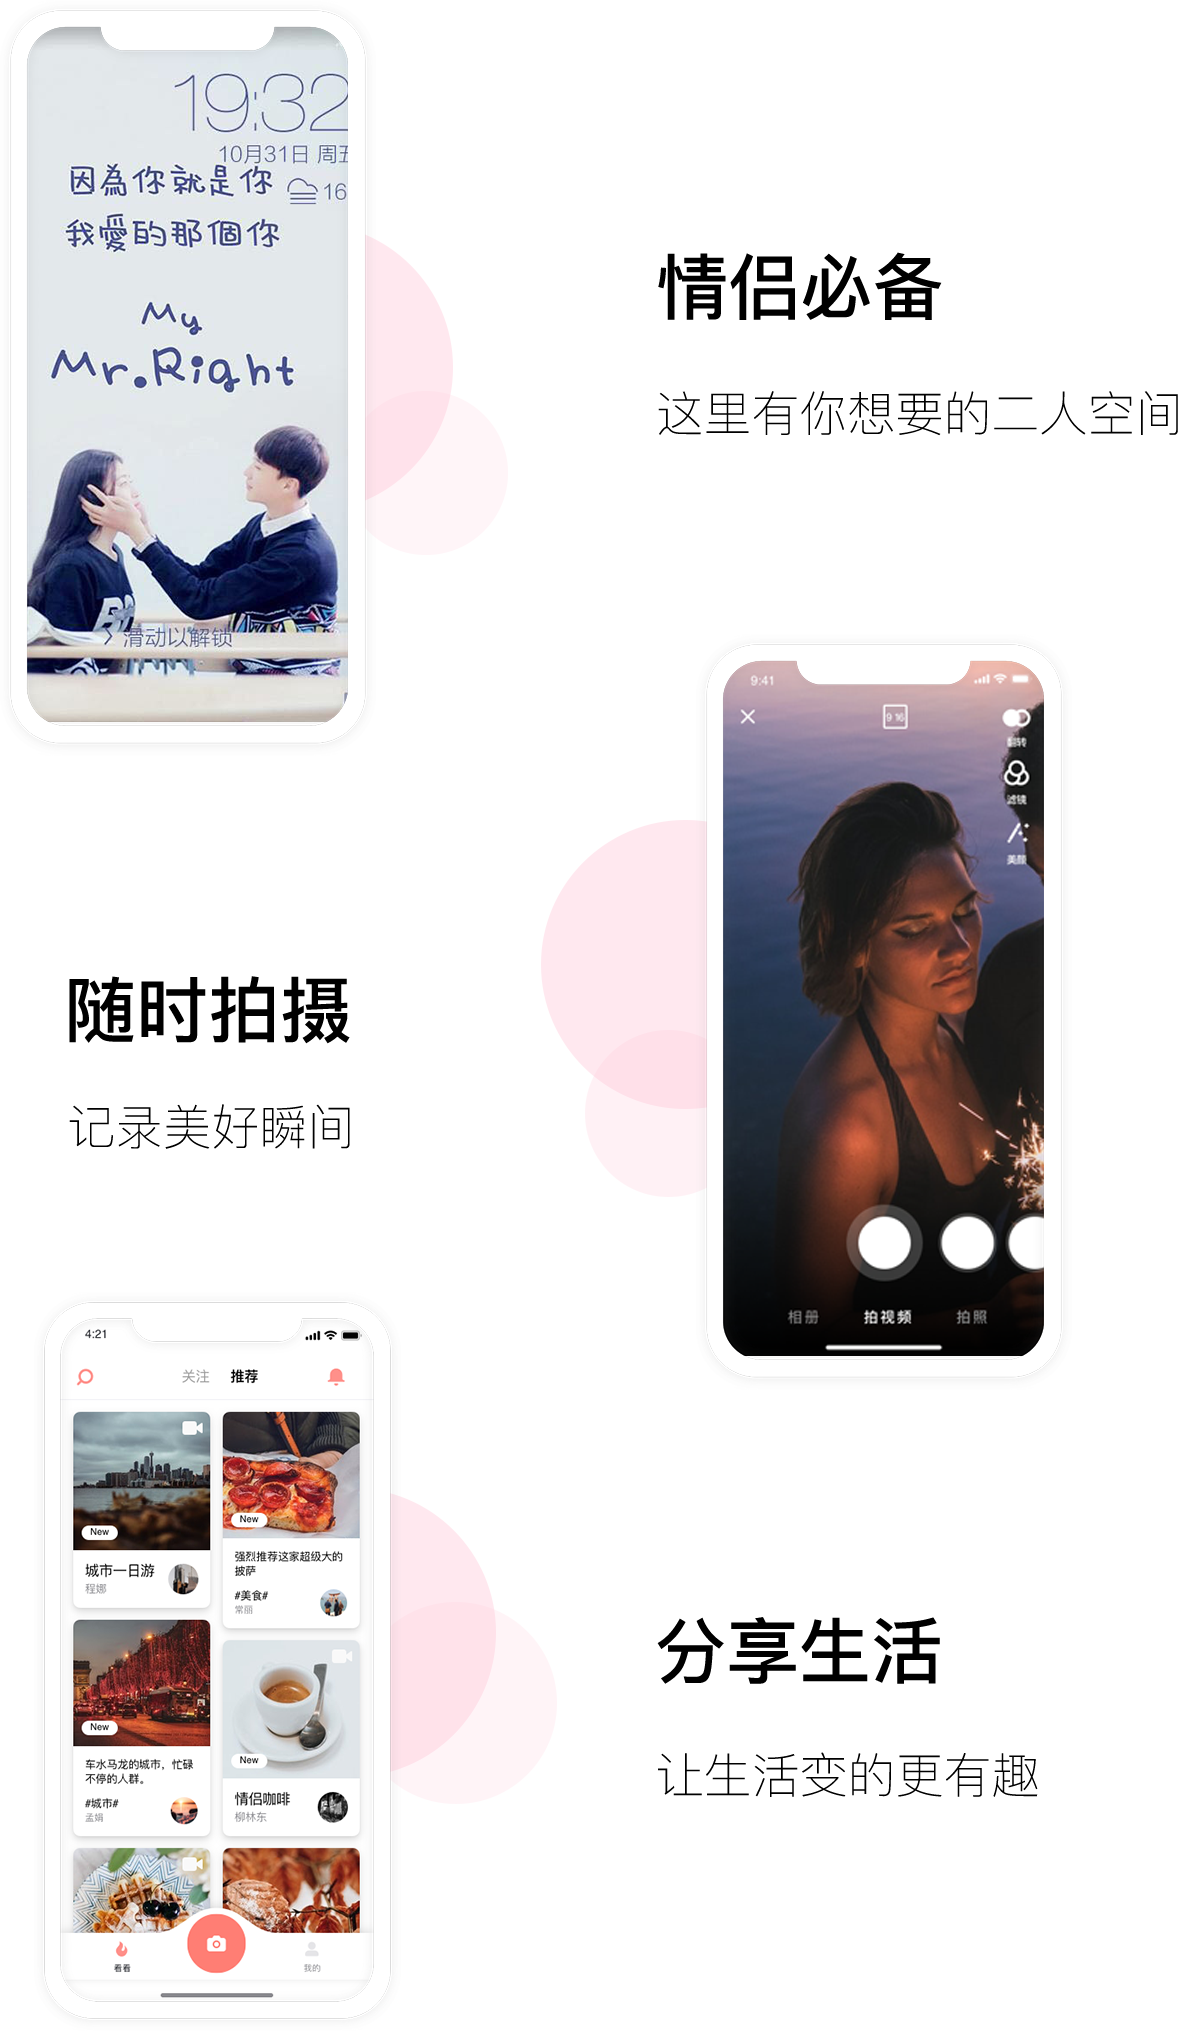 19:32
10月31日 周五
因為你就是你
16
我愛的那個你
My
Mr.Right
滑动以解锁
情侣必备
这里有你想要的二人空间
9:41
9 16
翻转
滤镜
美颜
随时拍摄
记录美好瞬间
相册 拍视频 拍照
4:21
关注 推荐
New
城市一日游
程娜
New
强烈推荐这家超级大的
披萨
#美食#
常丽
New
车水马龙的城市，忙碌
不停的人群。
#城市#
孟娟
New
情侣咖啡
柳林东
看看
我的
分享生活
让生活变的更有趣